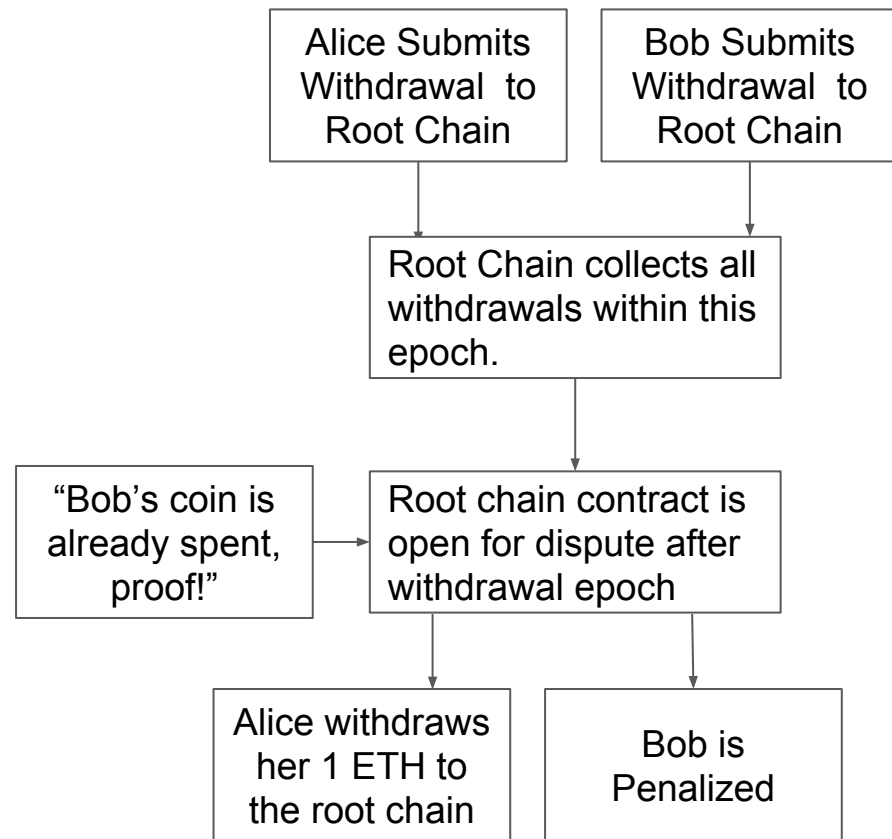 Alice Submits
Withdrawal  to
Root Chain
Bob Submits
Withdrawal to
Root Chain
Root Chain collects all
withdrawals within this
epoch.
“Bob’s coin is
already spent,
proof!”
Root chain contract is
open for dispute after
withdrawal epoch
Alice withdraws
her 1 ETH to
the root chain
Bob is
Penalized